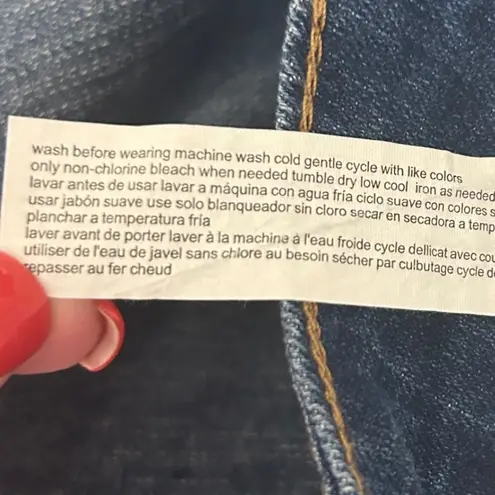 wash before wearing machine wash cold gentle cycle with like colors
only non-chlorine bleach when needed tumble dry low cool iron as needed
lavar antes de usar lavar a máquina con agua fría ciclo suave con colores s
usar jabón suave use solo blanqueador sin cloro secar en secadora a temp
planchar a temperatura fría
laver avant de porter laver à la machine à l'eau froide cycle dellicat avec cou
utiliser de l'eau de javel sans chlore au besoin sécher par culbutage cycle de
repasser au fer cheud